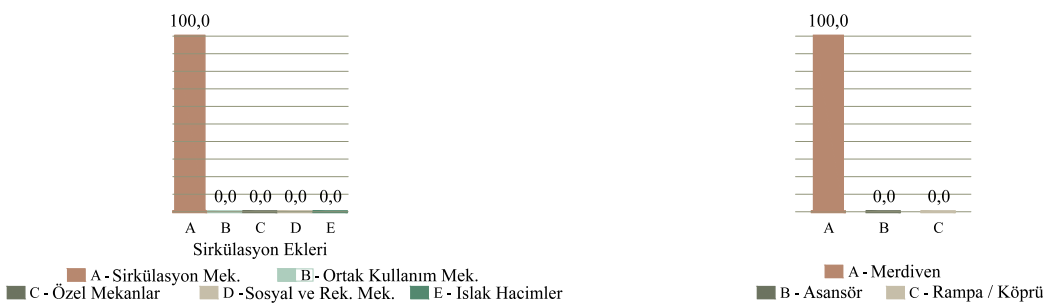 100,0
0,0 0,0 0,0 0,0
A B C D E
Sirkülasyon Ekleri
A - Sirkülasyon Mek. B - Ortak Kullanım Mek.
C - Özel Mekanlar D - Sosyal ve Rek. Mek. E - Islak Hacimler
100,0
0,0 0,0
A B C
A - Merdiven
B - Asansör C - Rampa / Köprü